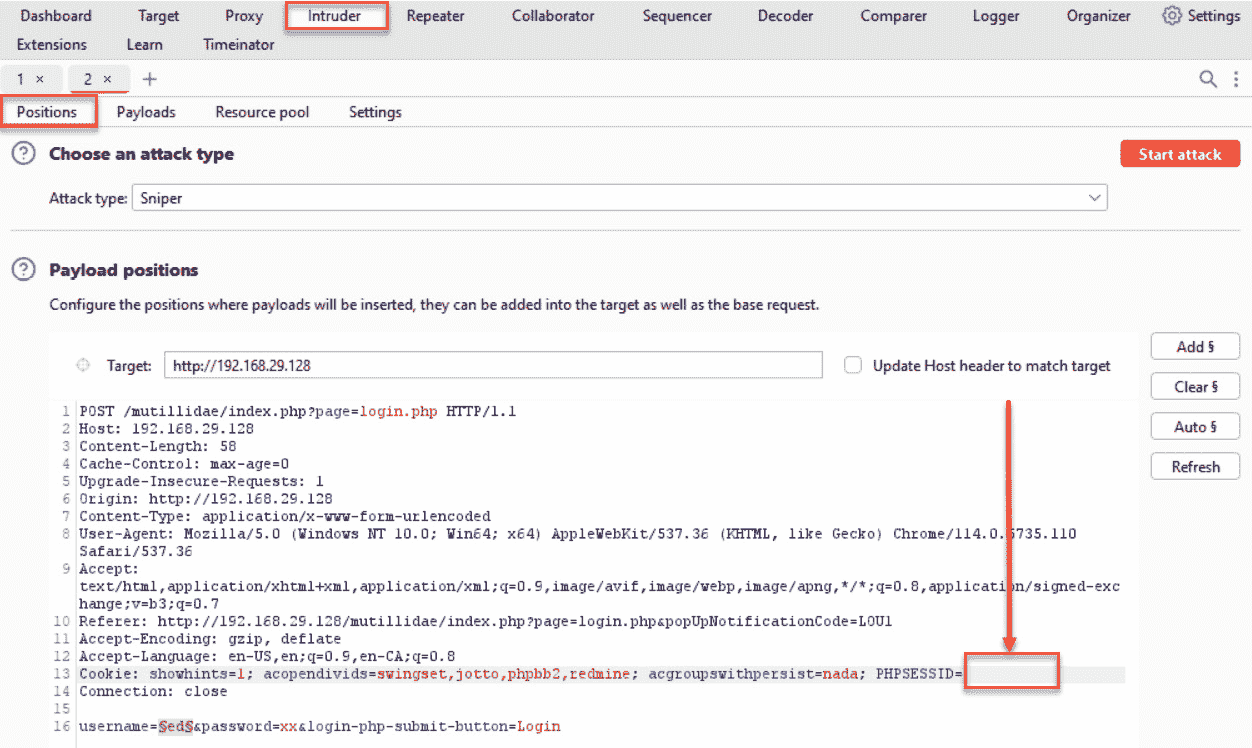 Dashboard Target Proxy Intruder Repeater Collaborator Sequencer Decoder Comparer Logger Organizer Settings
Extensions Learn Timeinator
1 × 2 × +
Positions Payloads Resource pool Settings
? Choose an attack type Start attack
Attack type: Sniper
? Payload positions
Configure the positions where payloads will be inserted, they can be added into the target as well as the base request.
Add §
Target: http://192.168.29.128 Update Host header to match target
Clear §
Auto §
Refresh
1 POST /mutillidae/index.php?page=login.php HTTP/1.1
2 Host: 192.168.29.128
3 Content-Length: 58
4 Cache-Control: max-age=0
5 Upgrade-Insecure-Requests: 1
6 Origin: http://192.168.29.128
7 Content-Type: application/x-www-form-urlencoded
8 User-Agent: Mozilla/5.0 (Windows NT 10.0; Win64; x64) AppleWebKit/537.36 (KHTML, like Gecko) Chrome/114.0.5735.110
Safari/537.36
9 Accept:
text/html,application/xhtml+xml,application/xml;q=0.9,image/avif,image/webp,image/apng,*/*;q=0.8,application/signed-exc
hange;v=b3;q=0.7
10 Referer: http://192.168.29.128/mutillidae/index.php?page=login.php&popUpNotificationCode=LOU1
11 Accept-Encoding: gzip, deflate
12 Accept-Language: en-US,en;q=0.9,en-CA;q=0.8
13 Cookie: showhints=1; acopendivids=swingset,jotto,phpbb2,redmine; acgroupswithpersist=nada; PHPSESSID=
14 Connection: close
15
16 username=§ed§&password=xx&login-php-submit-button=Login